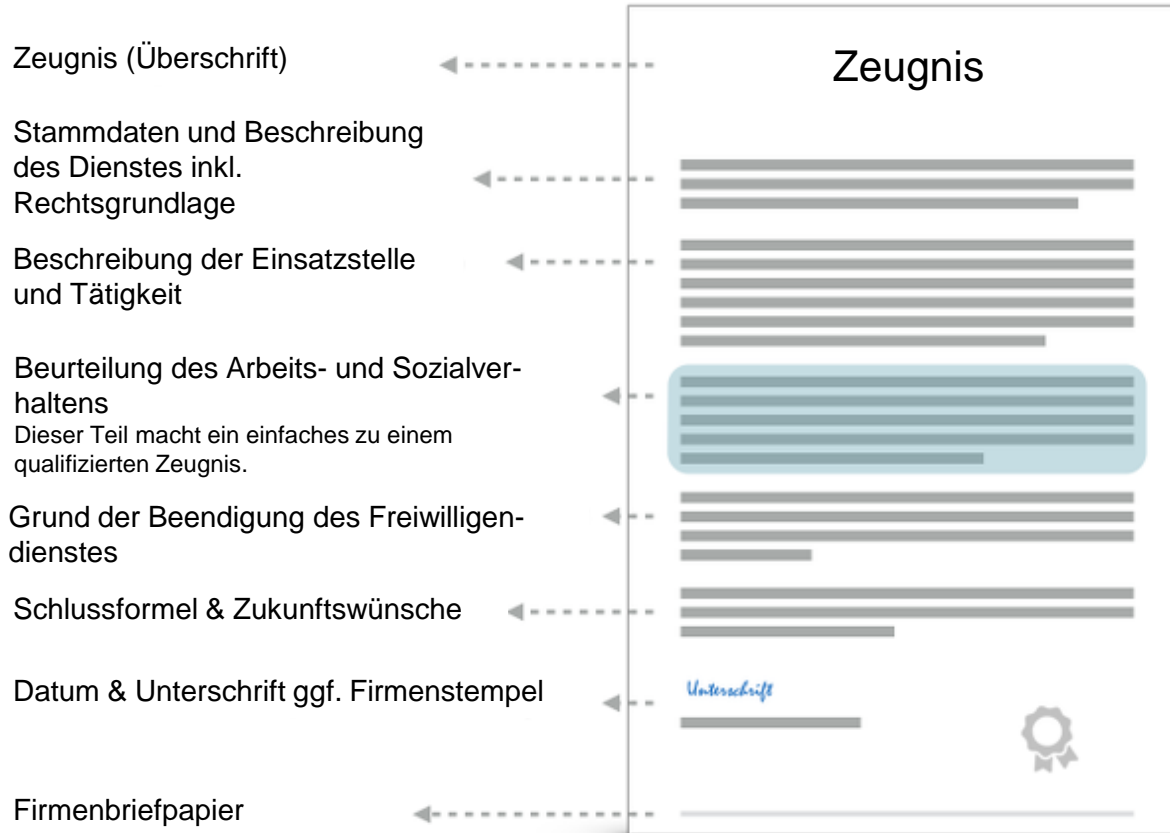 Zeugnis (Überschrift)
Zeugnis
Stammdaten und Beschreibung
des Dienstes inkl.
Rechtsgrundlage
Beschreibung der Einsatzstelle
und Tätigkeit
Beurteilung des Arbeits- und Sozialver-
haltens
Dieser Teil macht ein einfaches zu einem
qualifizierten Zeugnis.
Grund der Beendigung des Freiwilligen-
dienstes
Schlussformel & Zukunftswünsche
Datum & Unterschrift ggf. Firmenstempel
Unterschrift
Firmenbriefpapier